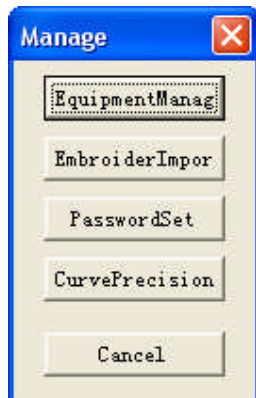 Manage
EquipmentManag
EmbroiderImpor
PasswordSet
CurvePrecision
Cancel